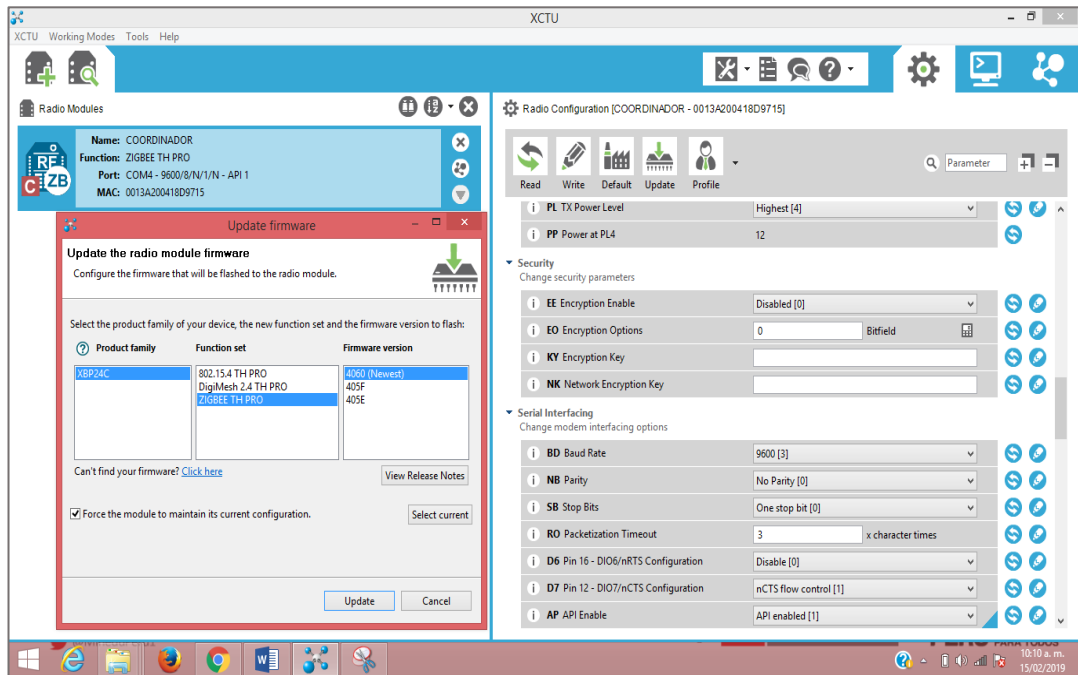 XCTU
XCTU Working Modes Tools Help
Radio Modules
Name: COORDINADOR
Function: ZIGBEE TH PRO
Port: COM4 - 9600/8/N/1/N - API 1
MAC: 0013A200418D9715
RF
C ZB
Update firmware
Update the radio module firmware
Configure the firmware that will be flashed to the radio module.
Select the product family of your device, the new function set and the firmware version to flash:
Product family Function set Firmware version
XBP24C
802.15.4 TH PRO
DigiMesh 2.4 TH PRO
ZIGBEE TH PRO
4060 (Newest)
405F
405E
Can't find your firmware? Click here
View Release Notes
Force the module to maintain its current configuration.
Select current
Update Cancel
Radio Configuration [COORDINADOR - 0013A200418D9715]
Read Write Default Update Profile
Parameter
PL TX Power Level Highest [4]
PP Power at PL4 12
Security
Change security parameters
EE Encryption Enable Disabled [0]
EO Encryption Options 0 Bitfield
KY Encryption Key
NK Network Encryption Key
Serial Interfacing
Change modem interfacing options
BD Baud Rate 9600 [3]
NB Parity No Parity [0]
SB Stop Bits One stop bit [0]
RO Packetization Timeout 3 x character times
D6 Pin 16 - DIO6/nRTS Configuration Disable [0]
D7 Pin 12 - DIO7/nCTS Configuration nCTS flow control [1]
AP API Enable API enabled [1]
PARA TODOS
10:10 a. m.
15/02/2019